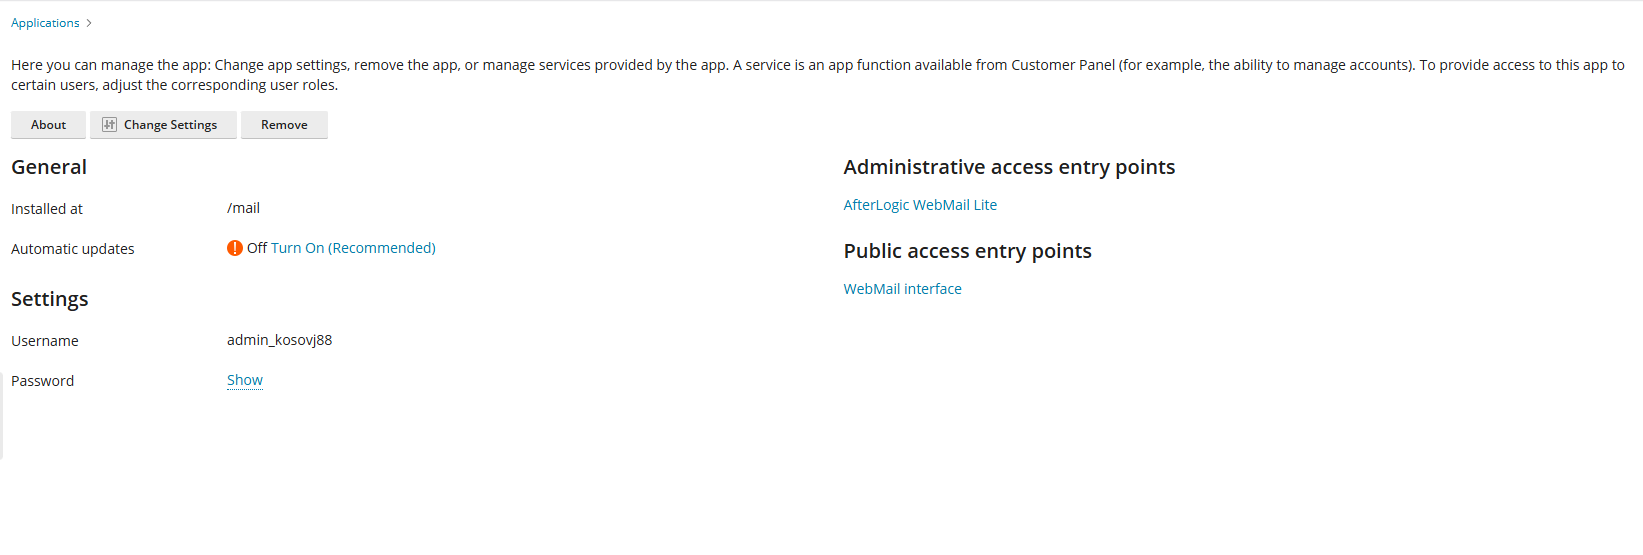 Applications >
Here you can manage the app: Change app settings, remove the app, or manage services provided by the app. A service is an app function available from Customer Panel (for example, the ability to manage accounts). To provide access to this app to
certain users, adjust the corresponding user roles.
About
Change Settings
Remove
General
Installed at
/mail
Automatic updates
Off Turn On (Recommended)
Settings
Username
admin_kosovj88
Password
Show
Administrative access entry points
AfterLogic WebMail Lite
Public access entry points
WebMail interface